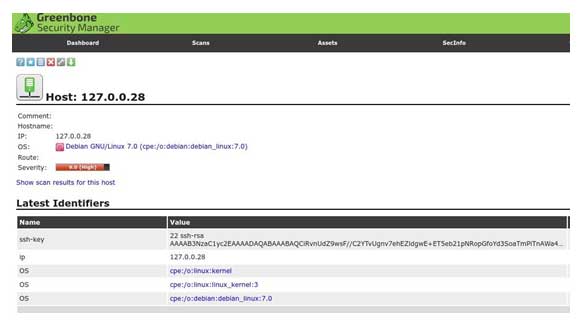 Greenbone
Security Manager
Dashboard Scans Assets SecInfo
Host: 127.0.0.28
Comment:
Hostname:
IP: 127.0.0.28
OS: Debian GNU/Linux 7.0 (cpe:/o:debian:debian_linux:7.0)
Route:
Severity: 9.0 (High)
Show scan results for this host
Latest Identifiers
Name Value
ssh-key 22 ssh-rsa
AAAAB3NzaC1yc2EAAAADAQABAAABAQCiRvnUdZ9wsF//C2YTvUgnv7ehEZldgwE+ET5eb21pNRopGfoYd3SoaTmPiTnAWa4...
ip 127.0.0.28
OS cpe:/o:linux:kernel
OS cpe:/o:linux:linux_kernel:3
OS cpe:/o:debian:debian_linux:7.0